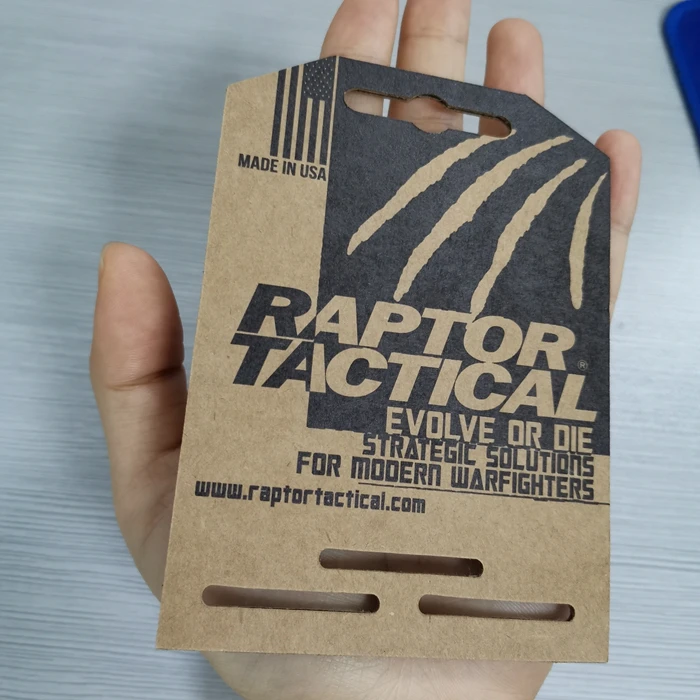 MADE IN USA
RAPTOR
TACTICAL®
EVOLVE OR DIE
STRATEGIC SOLUTIONS
FOR MODERN WARFIGHTERS
www.raptortactical.com